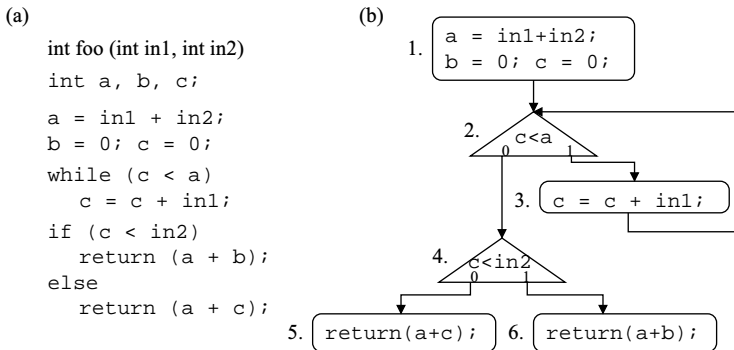 (a)
int foo (int in1, int in2)
int a, b, c;
a = in1 + in2;
b = 0; c = 0;
while (c < a)
c = c + in1;
if (c < in2)
return (a + b);
else
return (a + c);
(b)
1.
a = in1+in2;
b = 0; c = 0;
2.
c<a
0 1
3.
c = c + in1;
4.
c<in2
0 1
5.
return(a+c);
6.
return(a+b);